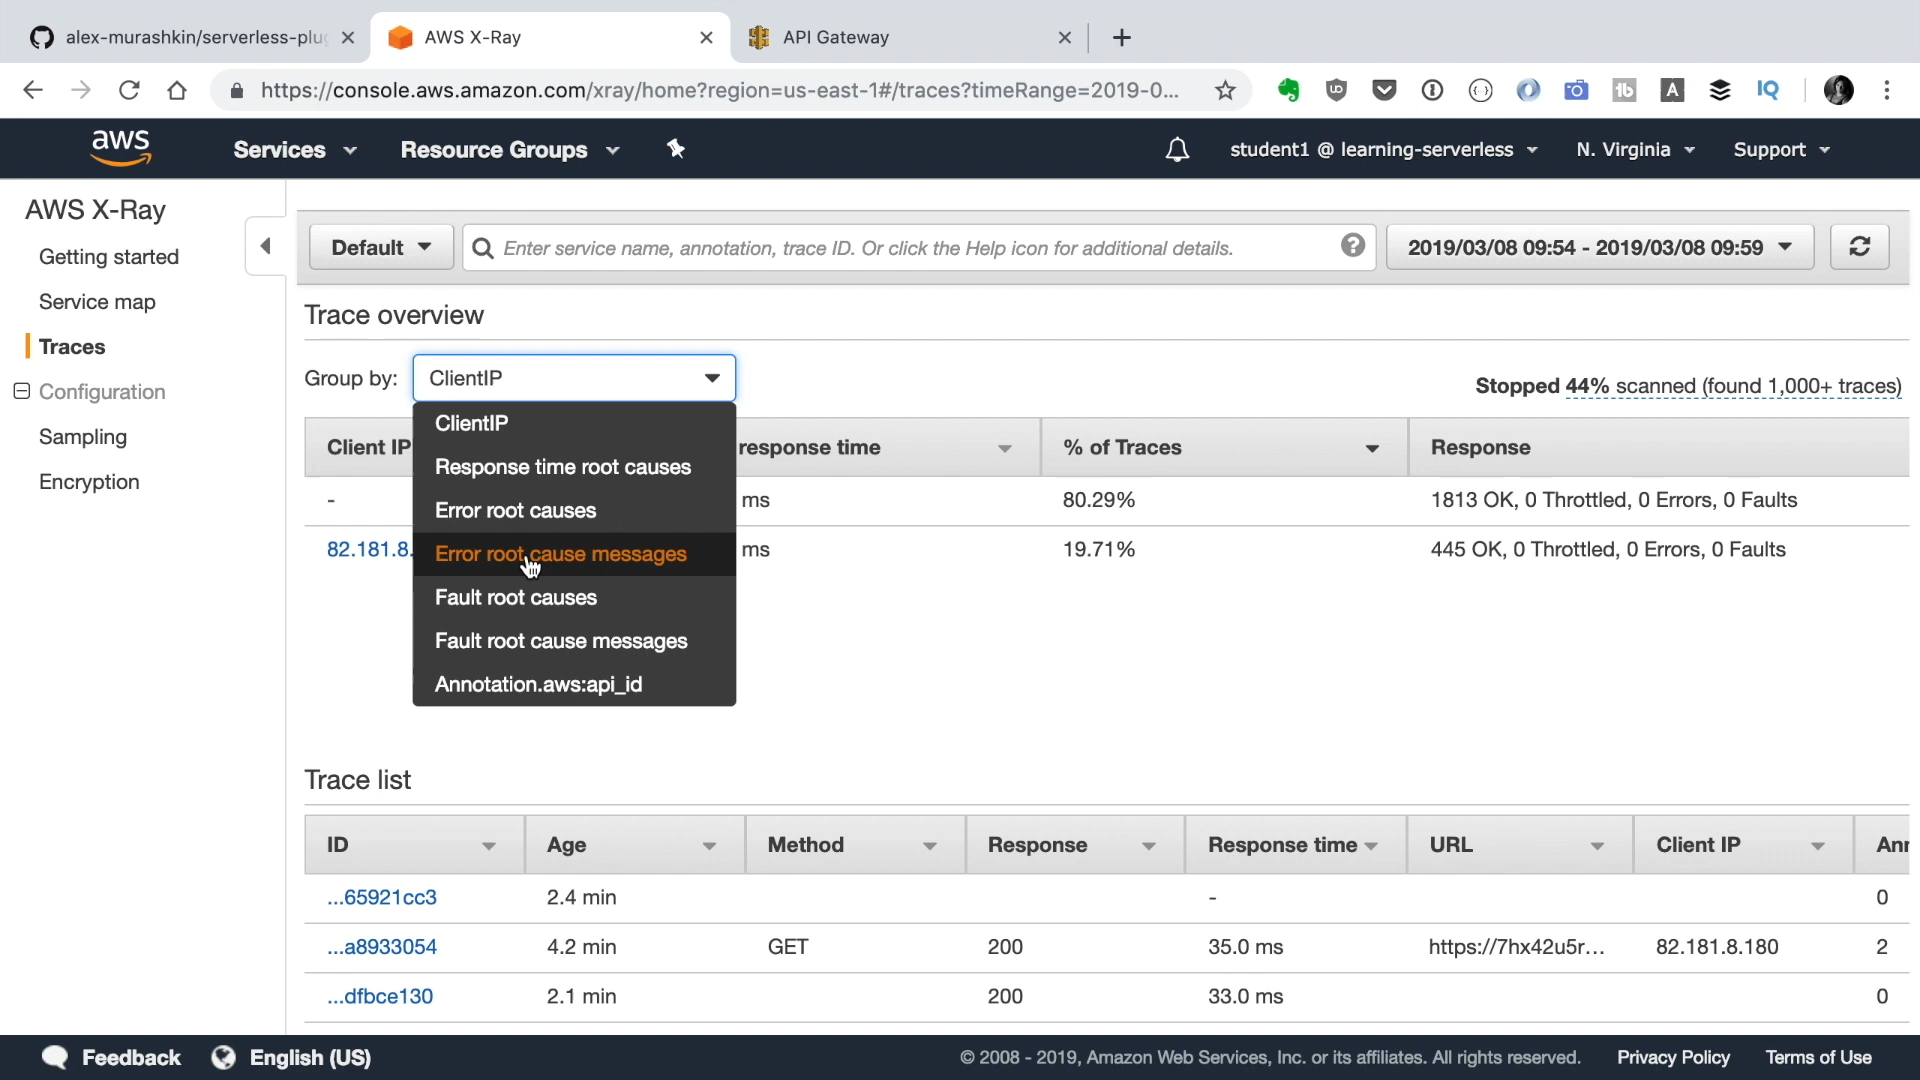 alex-murashkin/serverless-plug
AWS X-Ray
API Gateway
https://console.aws.amazon.com/xray/home?region=us-east-1#/traces?timeRange=2019-0...
aws
Services
Resource Groups
student1 @ learning-serverless
N. Virginia
Support
AWS X-Ray
Getting started
Service map
Traces
Configuration
Sampling
Encryption
Default
Enter service name, annotation, trace ID. Or click the Help icon for additional details.
2019/03/08 09:54 - 2019/03/08 09:59
Trace overview
Group by: ClientIP
Stopped 44% scanned (found 1,000+ traces)
ClientIP
Response time root causes
Error root causes
Error root cause messages
Fault root causes
Fault root cause messages
Annotation.aws:api_id
Client IP response time % of Traces Response
- ms 80.29% 1813 OK, 0 Throttled, 0 Errors, 0 Faults
82.181.8. ms 19.71% 445 OK, 0 Throttled, 0 Errors, 0 Faults
Trace list
ID Age Method Response Response time URL Client IP Ann
...65921cc3 2.4 min - 0
...a8933054 4.2 min GET 200 35.0 ms https://7hx42u5r... 82.181.8.180 2
...dfbce130 2.1 min 200 33.0 ms 0
Feedback
English (US)
© 2008 - 2019, Amazon Web Services, Inc. or its affiliates. All rights reserved.
Privacy Policy
Terms of Use